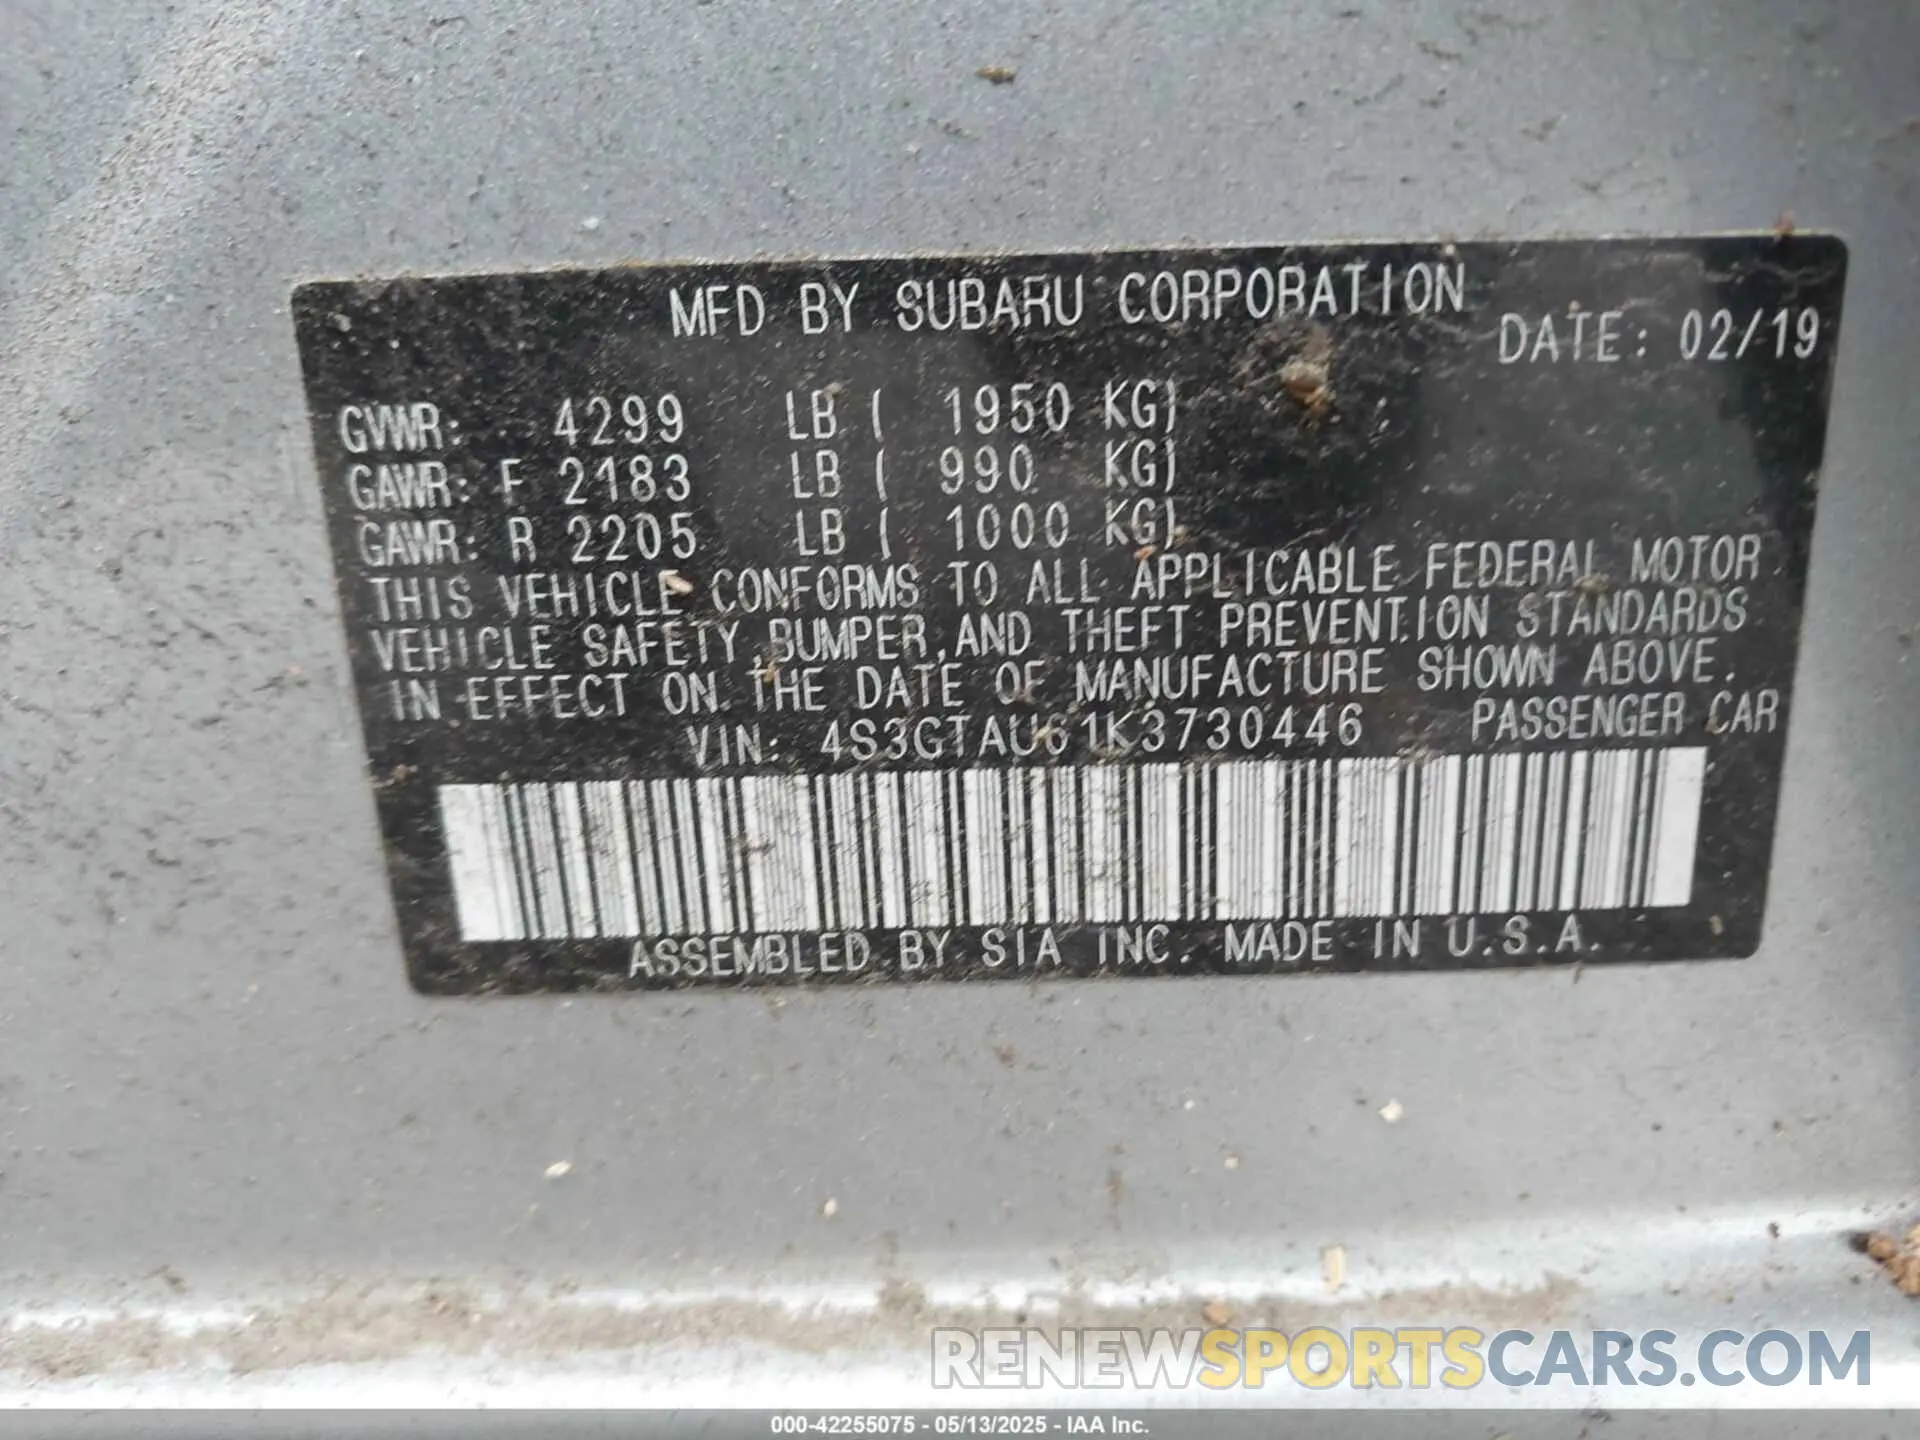 MFD BY SUBARU CORPORATION
DATE: 02/19
GVWR: 4299 LB ( 1950 KG)
GAWR: F 2183 LB ( 990 KG)
GAWR: R 2205 LB ( 1000 KG)
THIS VEHICLE CONFORMS TO ALL APPLICABLE FEDERAL MOTOR
VEHICLE SAFETY, BUMPER, AND THEFT PREVENTION STANDARDS
IN EFFECT ON THE DATE OF MANUFACTURE SHOWN ABOVE.
VIN: 4S3GTAU61K3730446 PASSENGER CAR
ASSEMBLED BY SIA INC. MADE IN U.S.A.
RENEWSPORTSCARS.COM
000-42255075 - 05/13/2025 - IAA Inc.